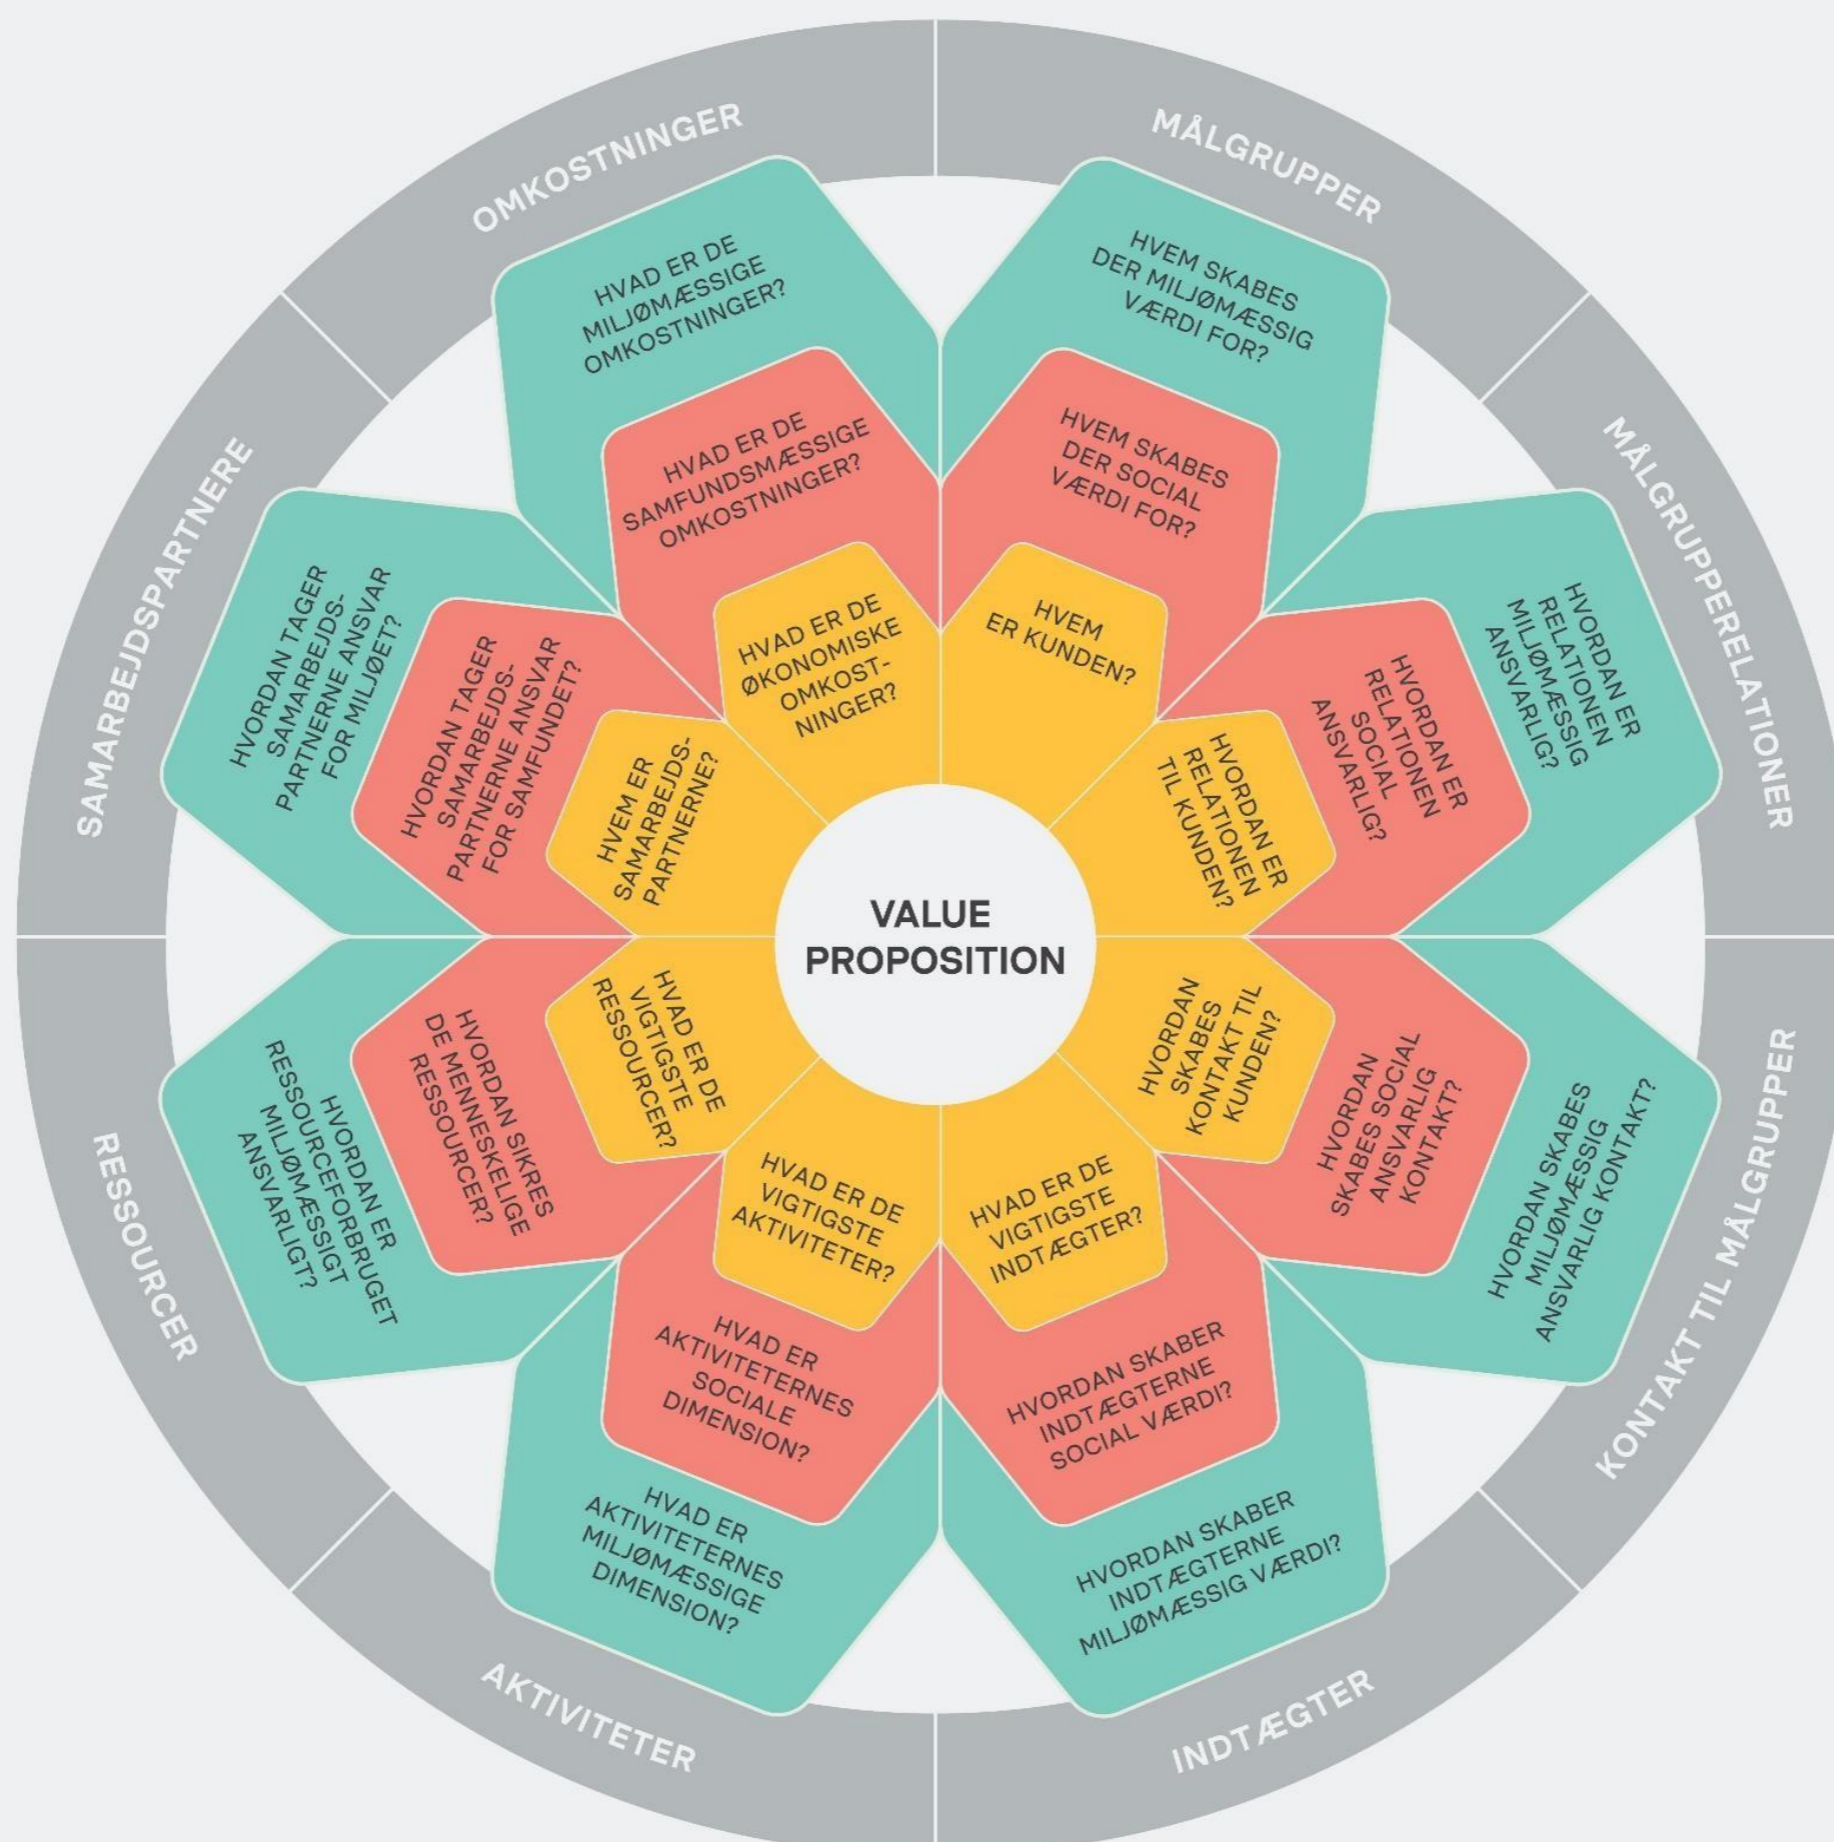 OMKOSTNINGER
HVAD ER DE
MILJØMÆSSIGE
OMKOSTNINGER?
HVAD ER DE
SAMFUNDSMÆSSIGE
OMKOSTNINGER?
HVAD ER DE
ØKONOMISKE
OMKOST-
NINGER?
MÅLGRUPPER
HVEM SKABES
DER MILJØMÆSSIG
VÆRDI FOR?
HVEM SKABES
DER SOCIAL
VÆRDI FOR?
HVEM
ER KUNDEN?
MÅLGRUPPERELATIONER
HVORDAN ER
RELATIONEN
MILJØMÆSSIG
ANSVARLIG?
HVORDAN ER
RELATIONEN
SOCIAL
ANSVARLIG?
HVORDAN ER
RELATIONEN
TIL KUNDEN?
KONTAKT TIL MÅLGRUPPER
HVORDAN SKABES
MILJØMÆSSIG
ANSVARLIG KONTAKT?
HVORDAN
SKABES SOCIAL
ANSVARLIG
KONTAKT?
HVORDAN
SKABES
KONTAKT TIL
KUNDEN?
INDTÆGTER
HVORDAN SKABER
INDTÆGTERNE
MILJØMÆSSIG VÆRDI?
HVORDAN SKABER
INDTÆGTERNE
SOCIAL VÆRDI?
HVAD ER DE
VIGTIGSTE
INDTÆGTER?
AKTIVITETER
HVAD ER
AKTIVITETERNES
MILJØMÆSSIGE
DIMENSION?
HVAD ER
AKTIVITETERNES
SOCIALE
DIMENSION?
HVAD ER DE
VIGTIGSTE
AKTIVITETER?
RESSOURCER
HVORDAN ER
RESSOURCEFORBRUGET
MILJØMÆSSIGT
ANSVARLIGT?
HVORDAN SIKRES
DE MENNESKELIGE
RESSOURCER?
HVAD ER DE
VIGTIGSTE
RESSOURCER?
SAMARBEJDSPARTNERE
HVORDAN TAGER
SAMARBEJDS-
PARTNERNE ANSVAR
FOR MILJØET?
HVORDAN TAGER
SAMARBEJDS-
PARTNERNE ANSVAR
FOR SAMFUNDET?
HVEM ER
SAMARBEJDS-
PARTNERNE?
VALUE
PROPOSITION